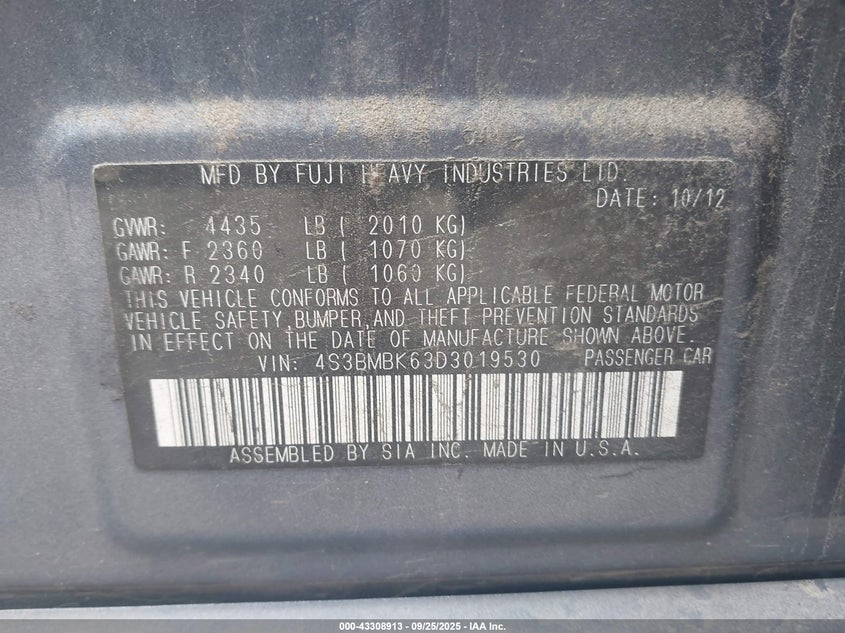 MFD BY FUJI HEAVY INDUSTRIES LTD.
DATE: 10/12
GVWR: 4435 LB ( 2010 KG)
GAWR: F 2360 LB ( 1070 KG)
GAWR: R 2340 LB ( 1060 KG)
THIS VEHICLE CONFORMS TO ALL APPLICABLE FEDERAL MOTOR
VEHICLE SAFETY,BUMPER,AND THEFT PREVENTION STANDARDS
IN EFFECT ON THE DATE OF MANUFACTURE SHOWN ABOVE.
VIN: 4S3BMBK63D3019530 PASSENGER CAR
ASSEMBLED BY SIA INC. MADE IN U.S.A.
000-43308913 - 09/25/2025 - IAA Inc.